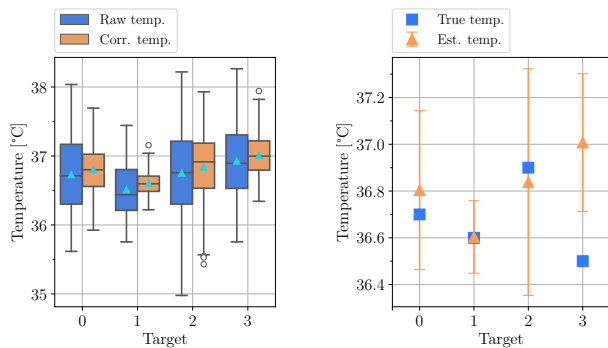 Raw temp.
Corr. temp.
Temperature [°C]
38
37
36
35
0 1 2 3
Target
True temp.
Est. temp.
Temperature [°C]
37.2
37.0
36.8
36.6
36.4
0 1 2 3
Target